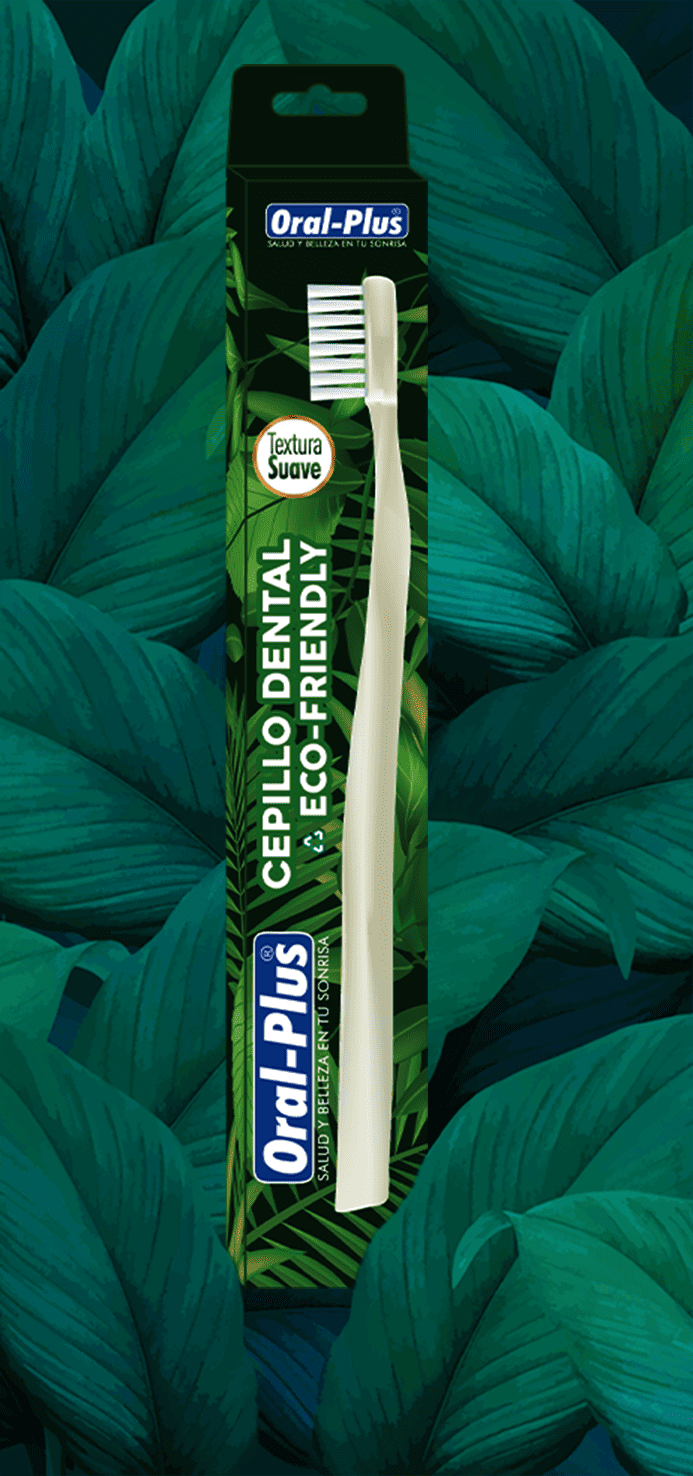 Oral-Plus®
SALUD Y BELLEZA EN TU SONRISA
Textura
Suave
CEPILLO DENTAL
ECO-FRIENDLY
Oral-Plus®
SALUD Y BELLEZA EN TU SONRISA